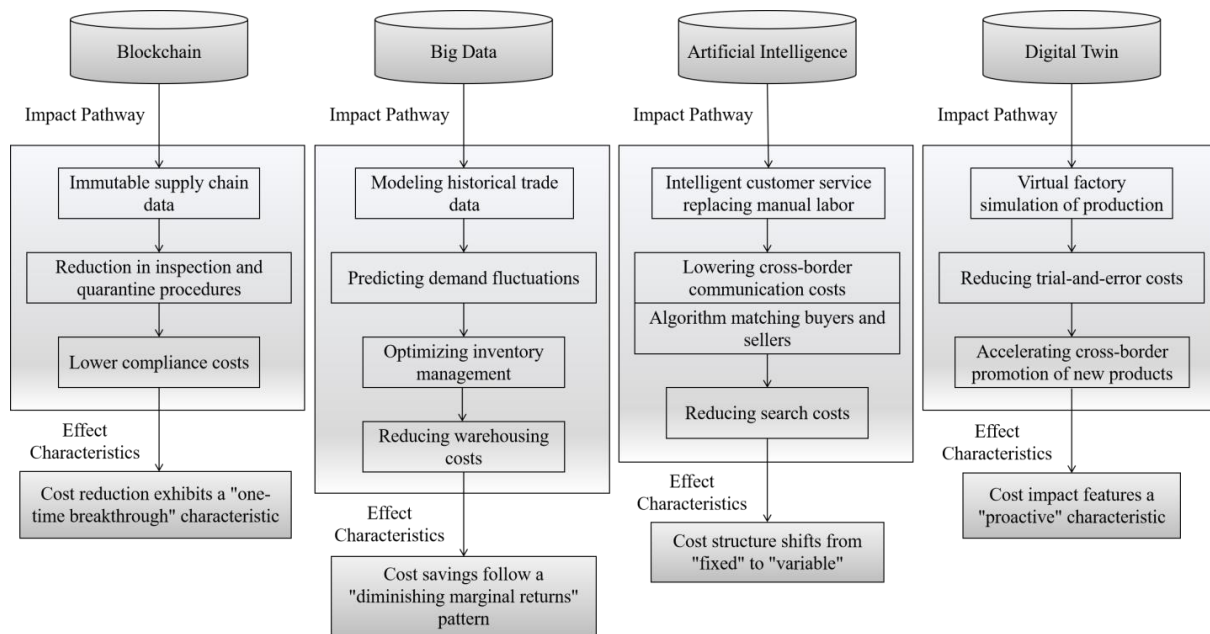 Blockchain
Impact Pathway
Immutable supply chain
data
Reduction in inspection and
quarantine procedures
Lower compliance costs
Effect
Characteristics
Cost reduction exhibits a "one-
time breakthrough" characteristic
Big Data
Impact Pathway
Modeling historical trade
data
Predicting demand fluctuations
Optimizing inventory
management
Reducing warehousing
costs
Effect
Characteristics
Cost savings follow a
"diminishing marginal returns"
pattern
Artificial Intelligence
Impact Pathway
Intelligent customer service
replacing manual labor
Lowering cross-border
communication costs
Algorithm matching buyers and
sellers
Reducing search costs
Effect
Characteristics
Cost structure shifts from
"fixed" to "variable"
Digital Twin
Impact Pathway
Virtual factory
simulation of production
Reducing trial-and-error costs
Accelerating cross-border
promotion of new products
Effect
Characteristics
Cost impact features a
"proactive" characteristic